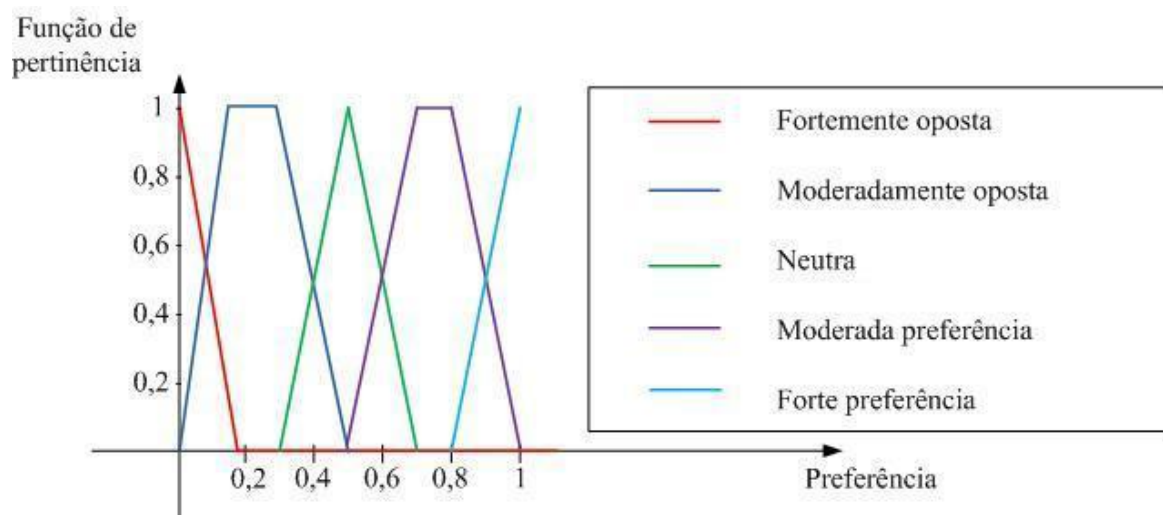 Função de
pertinência
1
0,8
0,6
0,4
0,2
0,2 0,4 0,6 0,8 1
Preferência
Fortemente oposta
Moderadamente oposta
Neutra
Moderada preferência
Forte preferência